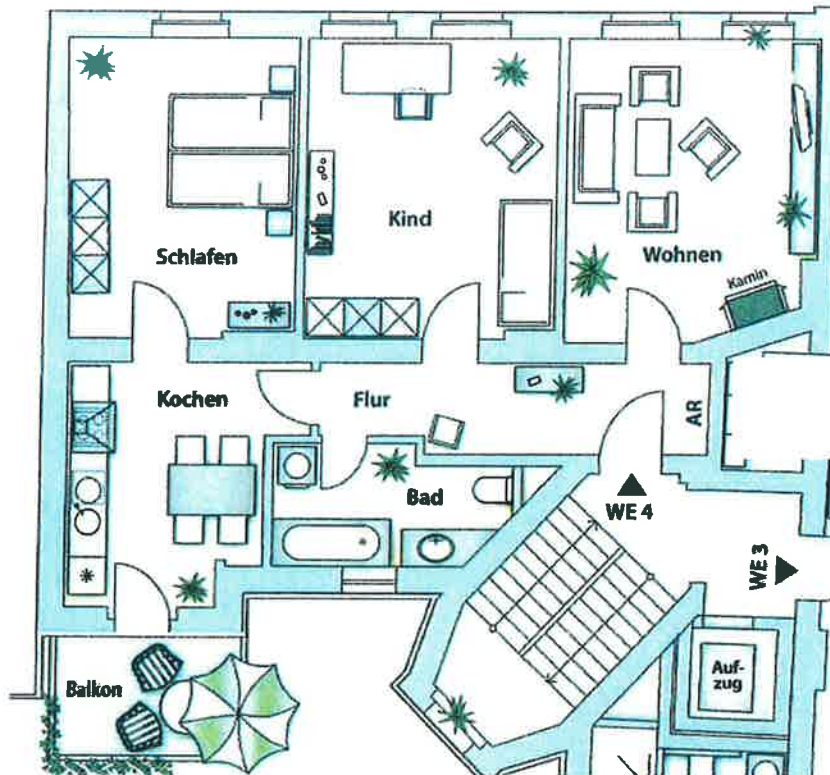 Schlafen
Kind
Wohnen
Kamin
Kochen
Flur
AR
Bad
WE 4
WE 3
Balkon
Auf-
zug